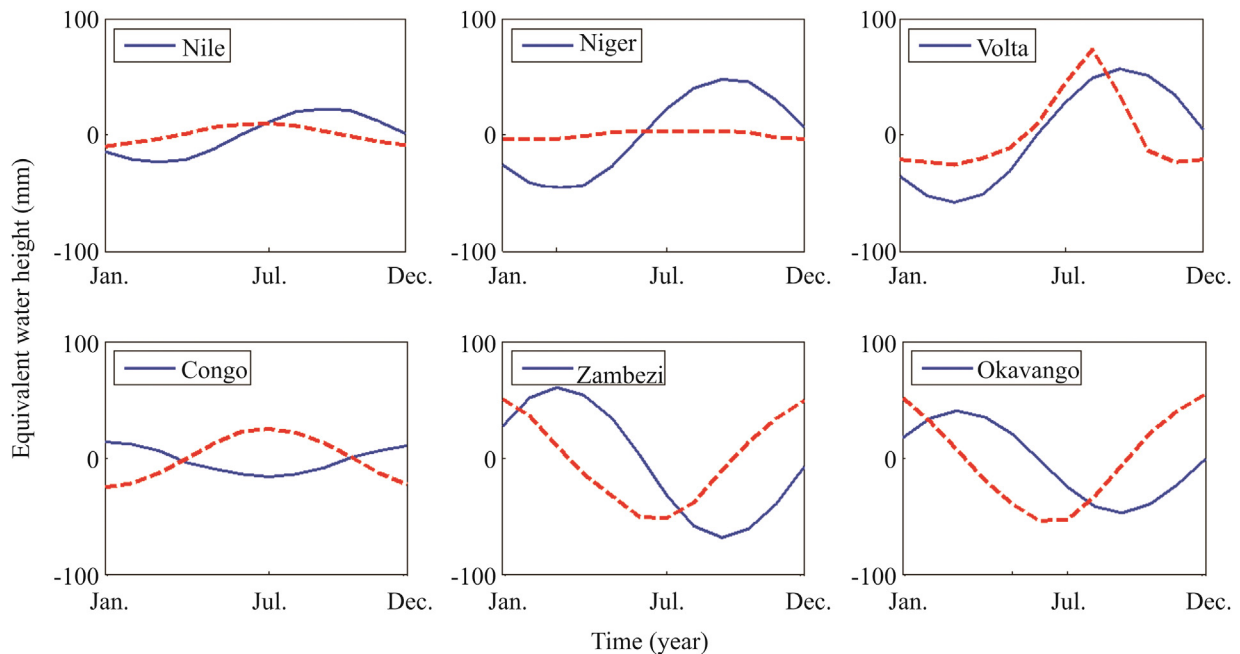 100
0
-100
Nile
Jan.
Jul.
Dec.
100
0
-100
Niger
Jan.
Jul.
Dec.
100
0
-100
Volta
Jan.
Jul.
Dec.
Equivalent water height (mm)
100
0
-100
Congo
Jan.
Jul.
Dec.
100
0
-100
Zambezi
Jan.
Jul.
Dec.
100
0
-100
Okavango
Jan.
Jul.
Dec.
Time (year)